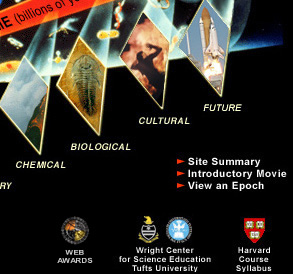 ME (billions of y
FUTURE
CULTURAL
BIOLOGICAL
CHEMICAL
RY
Site Summary
Introductory Movie
View an Epoch
WEB
AWARDS
Wright Center
for Science Education
Tufts University
Harvard
Course
Syllabus